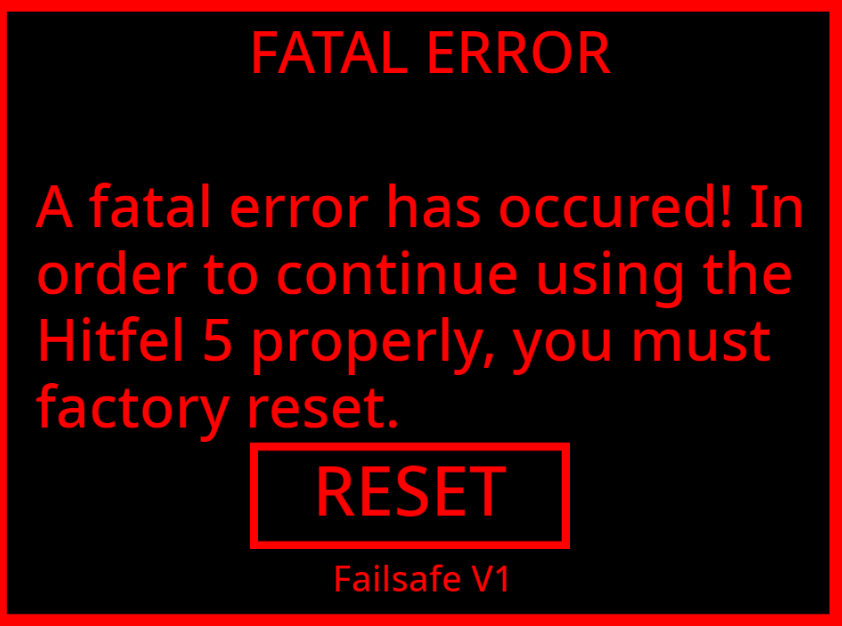 FATAL ERROR
A fatal error has occured! In
order to continue using the
Hitfel 5 properly, you must
factory reset.
RESET
Failsafe V1